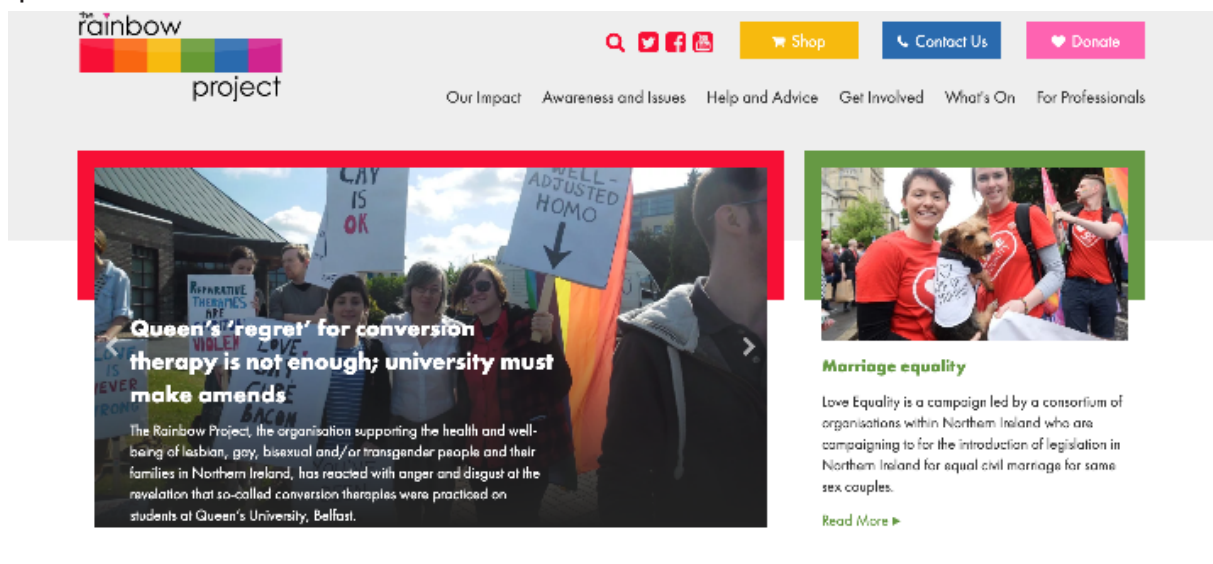 the
rainbow
project
Shop
Contact Us
Donate
Our Impact Awareness and Issues Help and Advice Get Involved What's On For Professionals
GAY
IS
OK
WELL-
ADJUSTED
HOMO
REPARATIVE
THERAPIES
ARE
VIOLENT
LOVE
IS
NEVER
WRONG
LOVE
GAY
CARE
BACON
Queen's 'regret' for conversion
therapy is not enough; university must
make amends
The Rainbow Project, the organisation supporting the health and well-
being of lesbian, gay, bisexual and/or transgender people and their
families in Northern Ireland, has reacted with anger and disgust at the
revelation that so-called conversion therapies were practiced on
students at Queen's University, Belfast.
Marriage equality
Love Equality is a campaign led by a consortium of
organisations within Northern Ireland who are
campaigning to for the introduction of legislation in
Northern Ireland for equal civil marriage for same
sex couples.
Read More